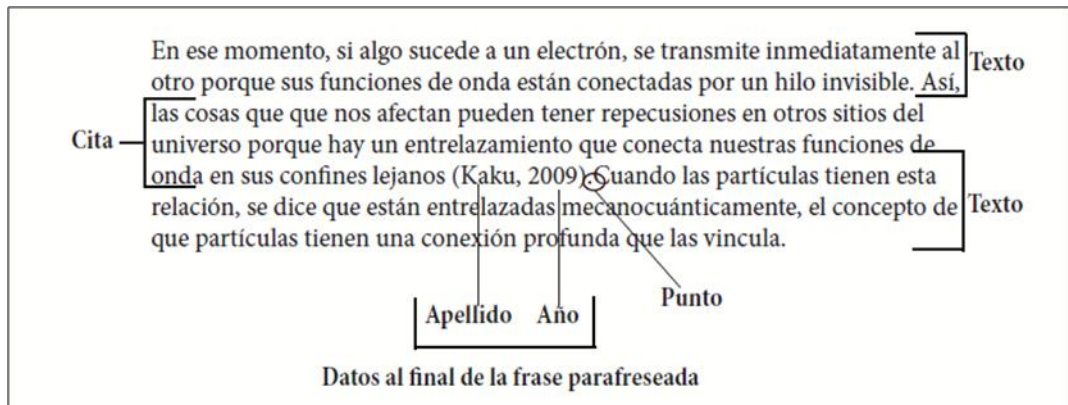 En ese momento, si algo sucede a un electrón, se transmite inmediatamente al
Texto
otro porque sus funciones de onda están conectadas por un hilo invisible. Así,
las cosas que que nos afectan pueden tener repecusiones en otros sitios del
Cita
universo porque hay un entrelazamiento que conecta nuestras funciones de
onda en sus confines lejanos (Kaku, 2009). Cuando las partículas tienen esta
relación, se dice que están entrelazadas mecanocuánticamente, el concepto de
Texto
que partículas tienen una conexión profunda que las vincula.
Punto
Apellido Año
Datos al final de la frase parafreseada